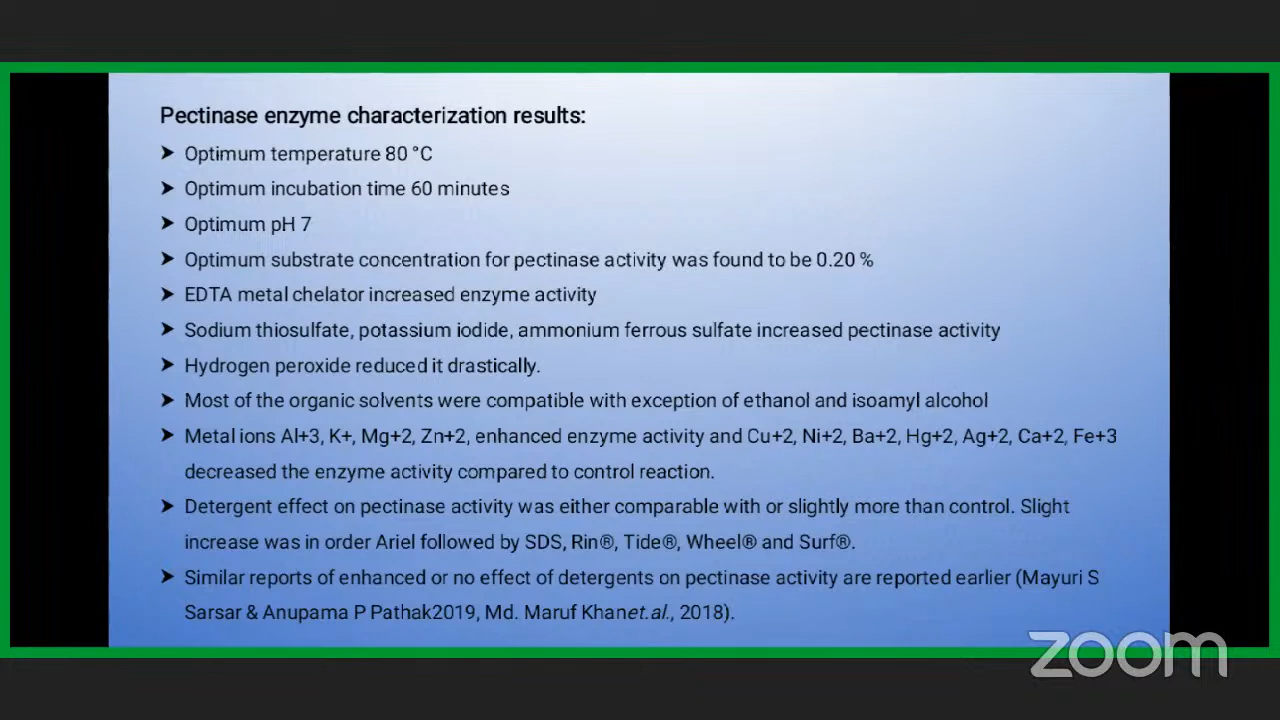 Pectinase enzyme characterization results:
➤ Optimum temperature 80 °C
➤ Optimum incubation time 60 minutes
➤ Optimum pH 7
➤ Optimum substrate concentration for pectinase activity was found to be 0.20 %
➤ EDTA metal chelator increased enzyme activity
➤ Sodium thiosulfate, potassium iodide, ammonium ferrous sulfate increased pectinase activity
➤ Hydrogen peroxide reduced it drastically.
➤ Most of the organic solvents were compatible with exception of ethanol and isoamyl alcohol
➤ Metal ions Al+3, K+, Mg+2, Zn+2, enhanced enzyme activity and Cu+2, Ni+2, Ba+2, Hg+2, Ag+2, Ca+2, Fe+3
decreased the enzyme activity compared to control reaction.
➤ Detergent effect on pectinase activity was either comparable with or slightly more than control. Slight
increase was in order Ariel followed by SDS, Rin®, Tide®, Wheel® and Surf®.
➤ Similar reports of enhanced or no effect of detergents on pectinase activity are reported earlier (Mayuri S
Sarsar & Anupama P Pathak2019, Md. Maruf Khanet.al., 2018).
zoom